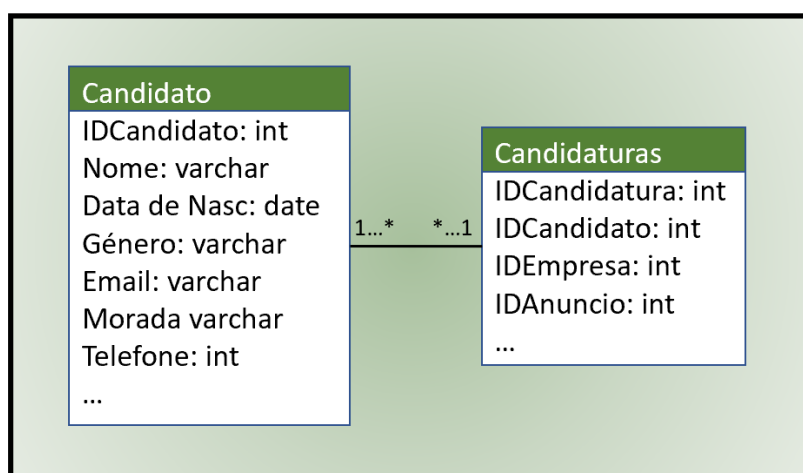 Candidato
IDCandidato: int
Nome: varchar
Data de Nasc: date
Género: varchar
Email: varchar
Morada varchar
Telefone: int
...
1...*
*...1
Candidaturas
IDCandidatura: int
IDCandidato: int
IDEmpresa: int
IDAnuncio: int
...